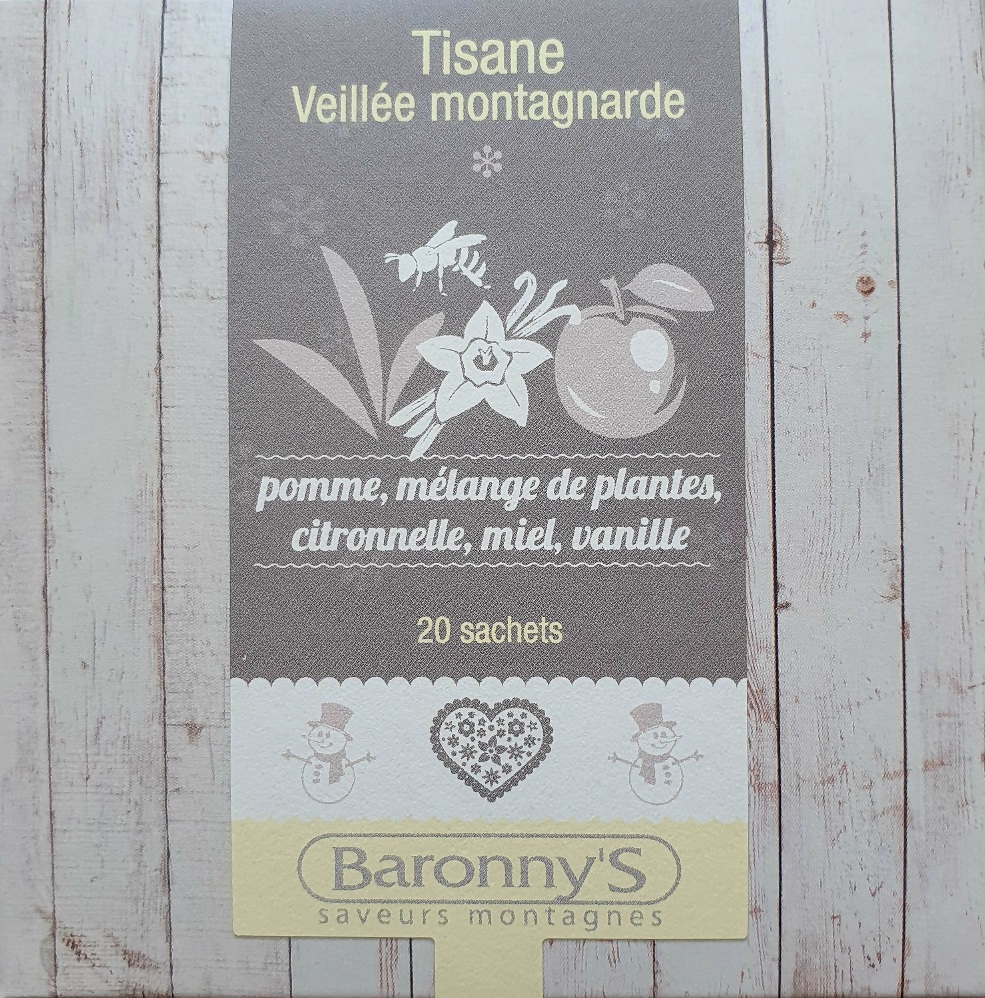 Tisane
Veillée montagnarde
pomme, mélange de plantes,
citronnelle, miel, vanille
20 sachets
Baronny'S
saveurs montagnes